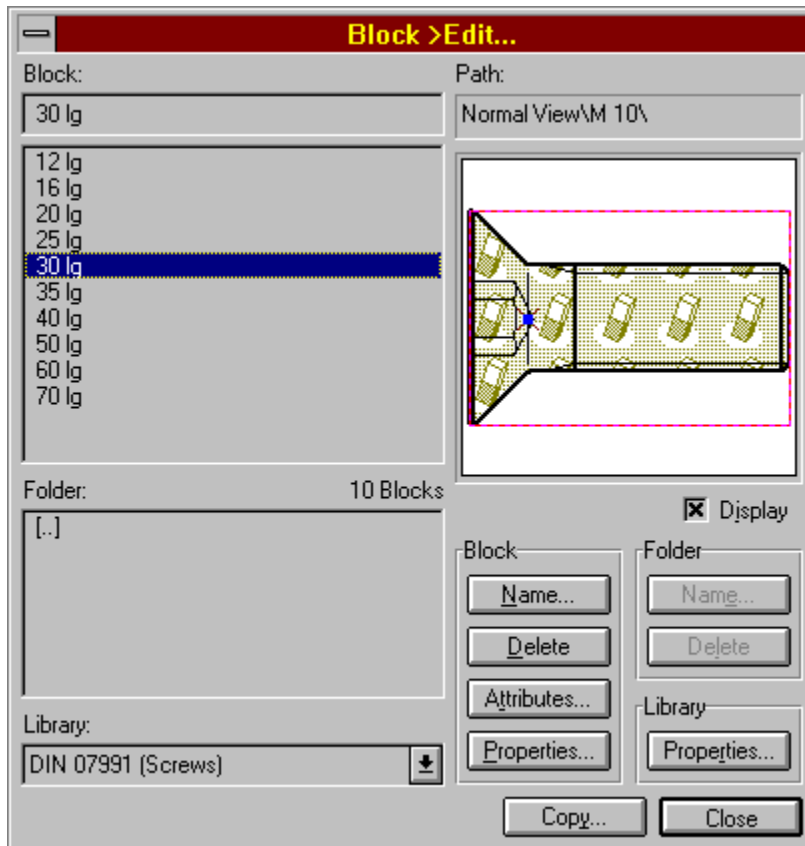 Block >Edit...
Block:
Path:
30 lg
Normal View\M 10\
12 lg
16 lg
20 lg
25 lg
30 lg
35 lg
40 lg
50 lg
60 lg
70 lg
Folder:
10 Blocks
[..]
Display
Block
Folder
Name...
Name...
Delete
Delete
Attributes...
Library
Properties...
Properties...
Library:
DIN 07991 (Screws)
Copy...
Close